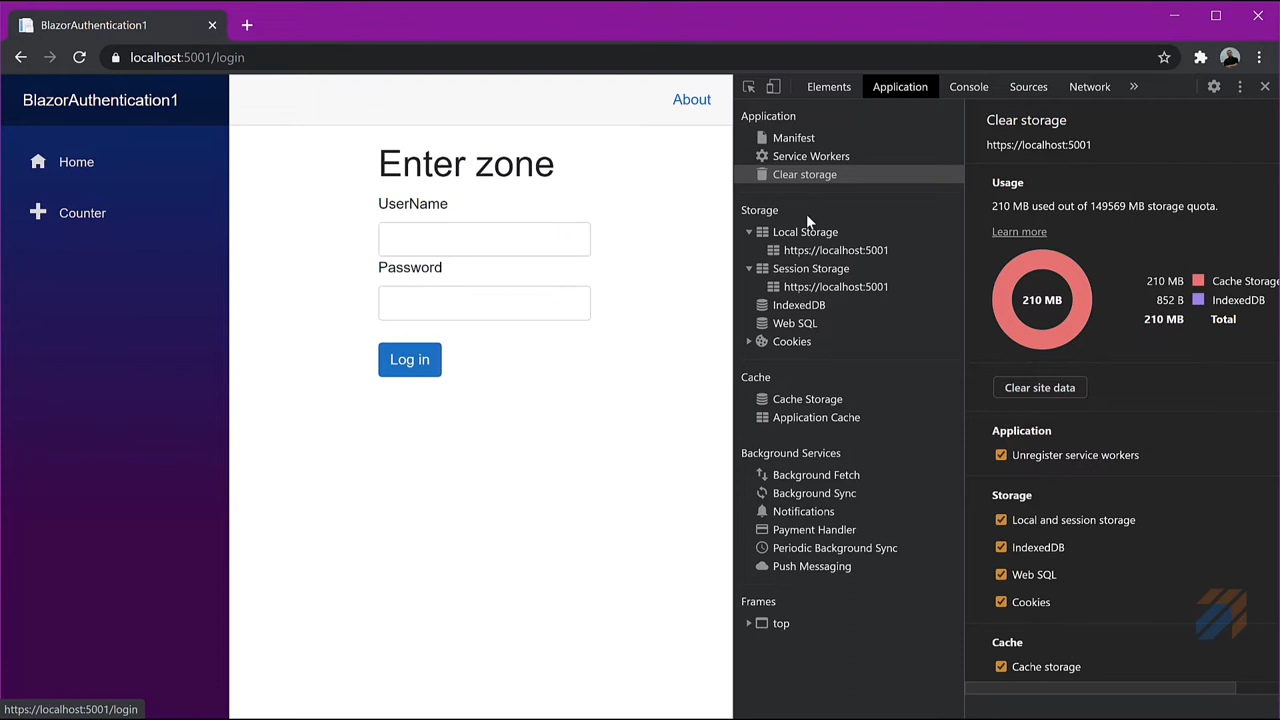 BlazorAuthentication1
localhost:5001/login
BlazorAuthentication1
Home
Counter
About
Enter zone
UserName
Password
Log in
https://localhost:5001/login
Elements
Application
Console
Sources
Network
Application
Manifest
Service Workers
Clear storage
Storage
Local Storage
https://localhost:5001
Session Storage
https://localhost:5001
IndexedDB
Web SQL
Cookies
Cache
Cache Storage
Application Cache
Background Services
Background Fetch
Background Sync
Notifications
Payment Handler
Periodic Background Sync
Push Messaging
Frames
top
Clear storage
https://localhost:5001
Usage
210 MB used out of 149569 MB storage quota.
Learn more
210 MB
210 MB Cache Storage
852 B IndexedDB
210 MB Total
Clear site data
Application
Unregister service workers
Storage
Local and session storage
IndexedDB
Web SQL
Cookies
Cache
Cache storage